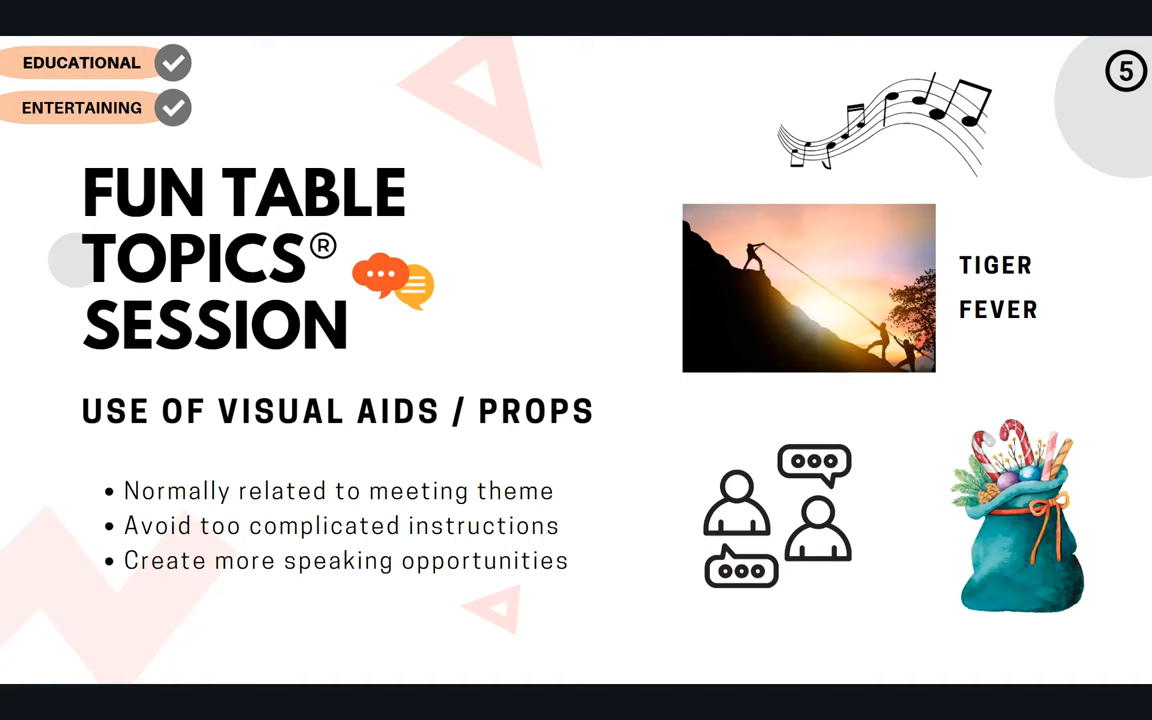 EDUCATIONAL
ENTERTAINING
5
FUN TABLE
TOPICS®
SESSION
USE OF VISUAL AIDS / PROPS
• Normally related to meeting theme
• Avoid too complicated instructions
• Create more speaking opportunities
TIGER
FEVER